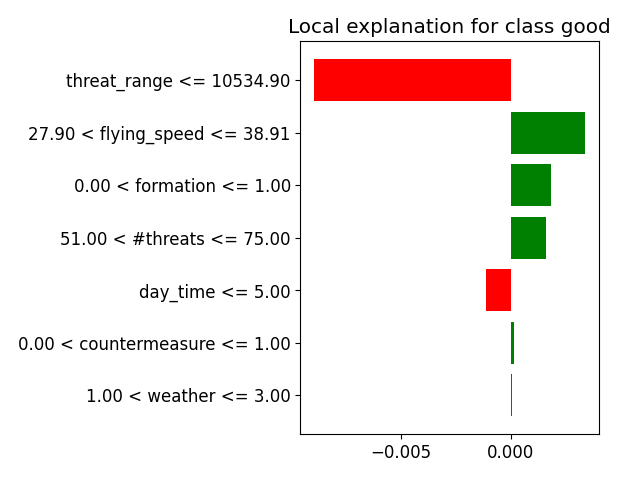 Local explanation for class good
threat_range <= 10534.90
27.90 < flying_speed <= 38.91
0.00 < formation <= 1.00
51.00 < #threats <= 75.00
day_time <= 5.00
0.00 < countermeasure <= 1.00
1.00 < weather <= 3.00
−0.005 0.000